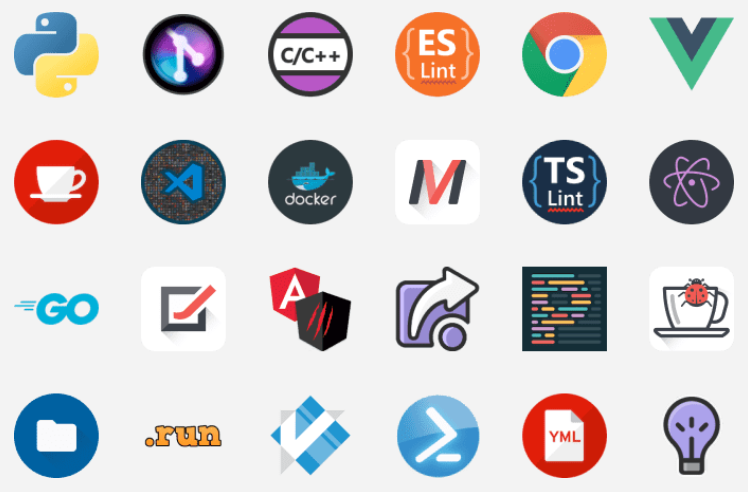 C/C++
{ES}
Lint
docker
M
{TS}
Lint
GO
A
.run
YML